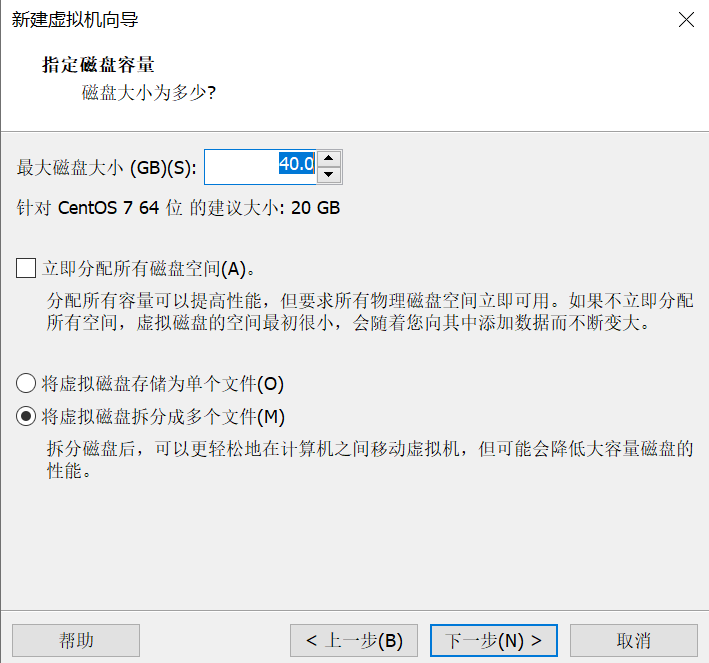 新建虚拟机向导
指定磁盘容量
磁盘大小为多少?
最大磁盘大小 (GB)(S): 40.0
针对 CentOS 7 64 位 的建议大小: 20 GB
立即分配所有磁盘空间(A)。
分配所有容量可以提高性能，但要求所有物理磁盘空间立即可用。如果不立即分配
所有空间，虚拟磁盘的空间最初很小，会随着您向其中添加数据而不断变大。
将虚拟磁盘存储为单个文件(O)
将虚拟磁盘拆分成多个文件(M)
拆分磁盘后，可以更轻松地在计算机之间移动虚拟机，但可能会降低大容量磁盘的
性能。
帮助 < 上一步(B) 下一步(N) > 取消